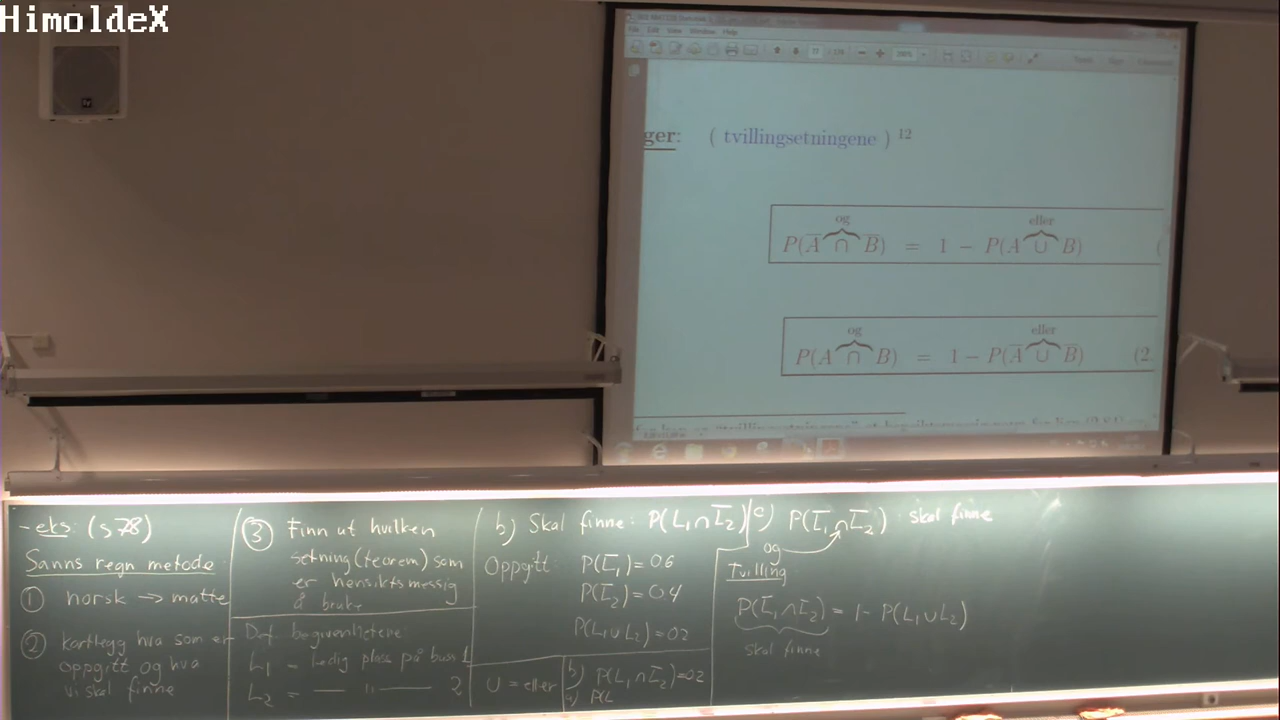 HimoldeX
ger: ( tvillingsetningene ) 12
og eller
P(A̅ ∩ B̅) = 1 − P(A ∪ B)
og eller
P(A ∩ B) = 1 − P(A̅ ∪ B̅) (2
- eks: (s 78)
Sanns regn metode
① norsk → matte
② kartlegg hva som er
oppgitt og hva
vi skal finne
③ Finn ut hvilken
setning (teorem) som
er hensiktsmessig
å bruke
Def. begivenhetene
L₁ = ledig plass på buss 1
L₂ = — " — 2
b) Skal finne: P(L₁ ∩ L̅₂)
Oppgitt: P(L̅₁) = 0.6
P(L̅₂) = 0.4
P(L₁ ∪ L₂) = 0.2
U = eller
b) P(L₁ ∩ L̅₂) = 0.2
c) P(L̅₁ ∩ L̅₂) : skal finne
og
Tvilling
P(L̅₁ ∩ L̅₂) = 1 - P(L₁ ∪ L₂)
skal finne